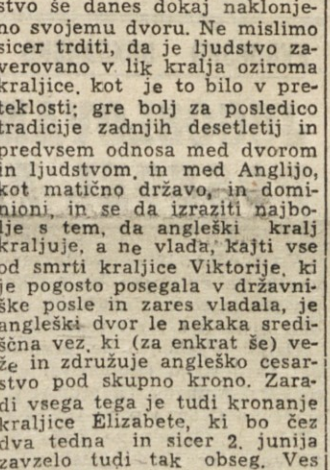 stvo še danes dokaj naklonje-
no svojemu dvoru. Ne mislimo
sicer trditi, da je ljudstvo za-
verovano v lik kralja oziroma
kraljice, kot je to bilo v pre-
teklosti; gre bolj za posledico
tradicije zadnjih desetletij in
predvsem odnosa med dvorom
in ljudstvom, in med Anglijo,
kot matično državo, in domi-
nioni, in se da izraziti najbo-
lje s tem, da angleški kralj
kraljuje, a ne vlada, kajti vse
od smrti kraljice Viktorije, ki
je pogosto posegala v državni-
ške posle in zares vladala, je
angleški dvor le nekaka sredi-
ščna vez, ki (za enkrat še) ve-
že in združuje angleško cesar-
stvo pod skupno krono. Zara-
di vsega tega je tudi kronanje
kraljice Elizabete, ki bo čez
dva tedna in sicer 2. junija
zavzelo tudi tak obseg. Ves